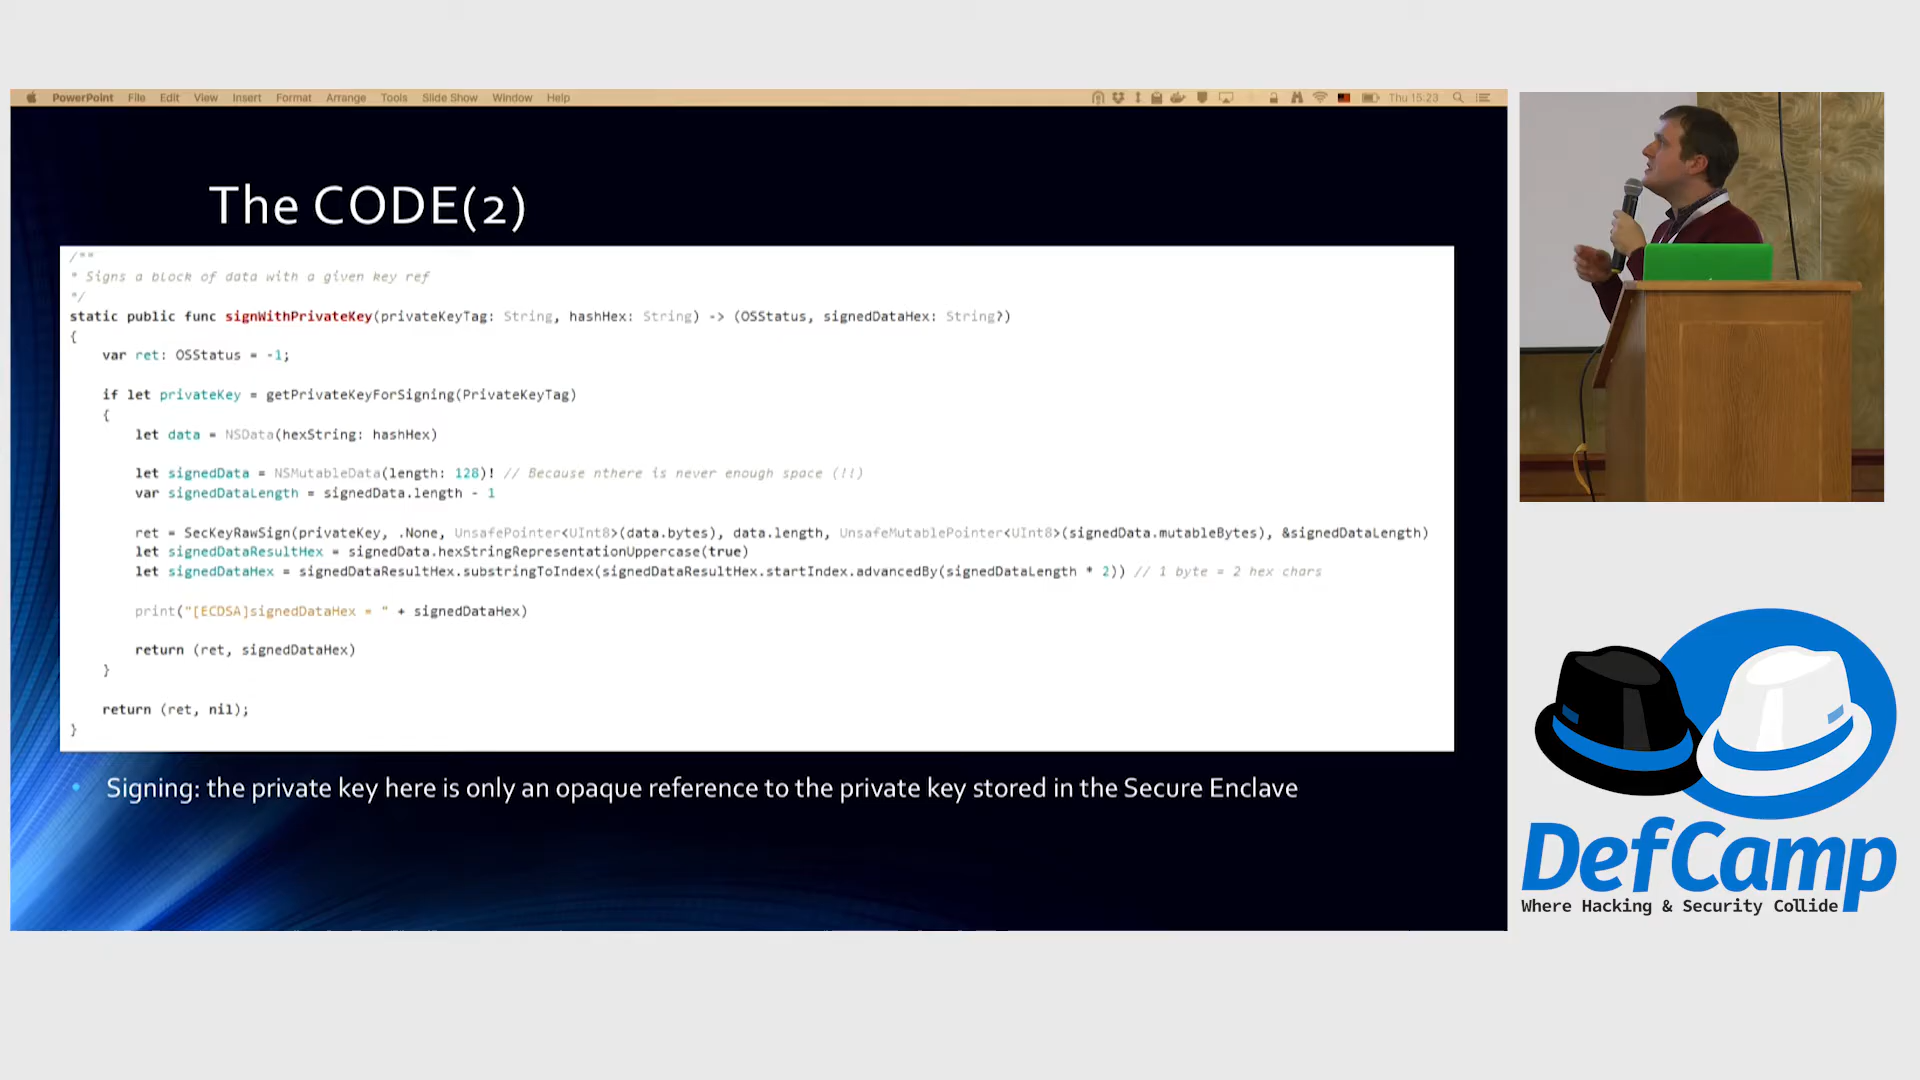 PowerPoint File Edit View Insert Format Arrange Tools Slide Show Window Help Thu 15:23
The CODE(2)
/**
* Signs a block of data with a given key ref
*/
static public func signWithPrivateKey(privateKeyTag: String, hashHex: String) -> (OSStatus, signedDataHex: String?)
{
var ret: OSStatus = -1;
if let privateKey = getPrivateKeyForSigning(PrivateKeyTag)
{
let data = NSData(hexString: hashHex)
let signedData = NSMutableData(length: 128)! // Because nthere is never enough space (!!)
var signedDataLength = signedData.length - 1
ret = SecKeyRawSign(privateKey, .None, UnsafePointer<UInt8>(data.bytes), data.length, UnsafeMutablePointer<UInt8>(signedData.mutableBytes), &signedDataLength)
let signedDataResultHex = signedData.hexStringRepresentationUppercase(true)
let signedDataHex = signedDataResultHex.substringToIndex(signedDataResultHex.startIndex.advancedBy(signedDataLength * 2)) // 1 byte = 2 hex chars
print("[ECDSA]signedDataHex = " + signedDataHex)
return (ret, signedDataHex)
}
return (ret, nil);
}
• Signing: the private key here is only an opaque reference to the private key stored in the Secure Enclave
DefCamp
Where Hacking & Security Collide